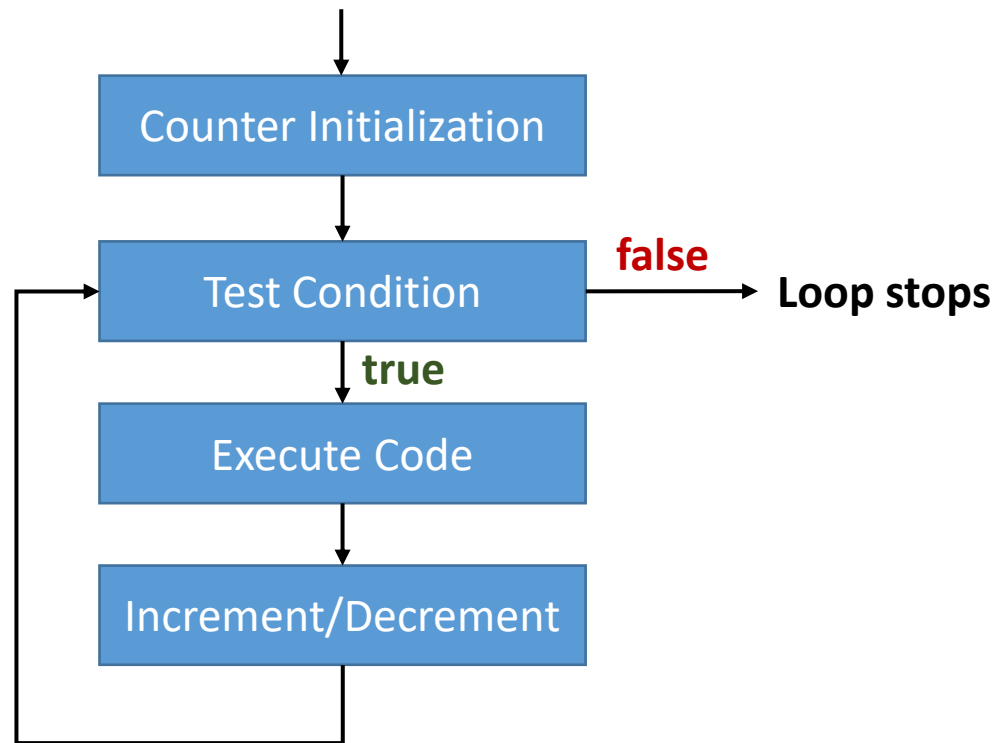 Counter Initialization
Test Condition
false
Loop stops
true
Execute Code
Increment/Decrement